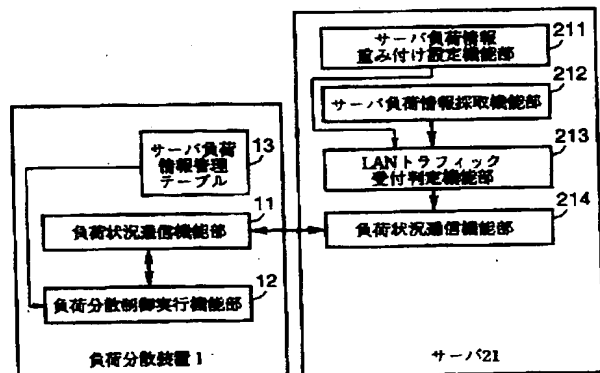 サーバ負荷情報
重み付け設定機能部
211
212
サーバ負荷情報採取機能部
213
LANトラフィック
受付判定機能部
214
負荷状況通信機能部
サーバ21
サーバ負荷
情報管理
テーブル
13
11
負荷状況通信機能部
12
負荷分散制御実行機能部
負荷分散装置1